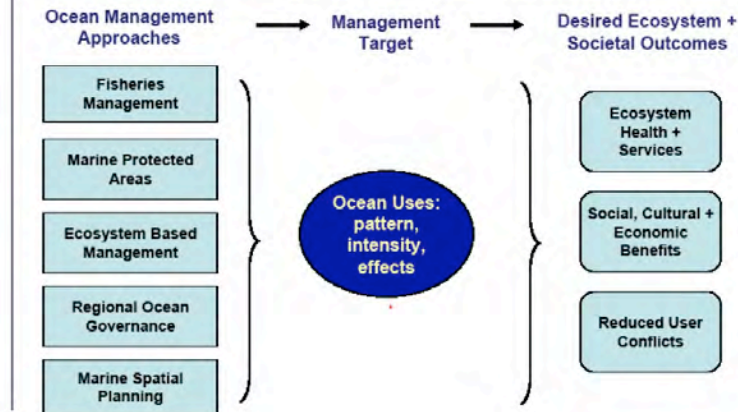 Ocean Management
Approaches
Management
Target
Desired Ecosystem +
Societal Outcomes
Fisheries
Management
Marine Protected
Areas
Ecosystem Based
Management
Regional Ocean
Governance
Marine Spatial
Planning
Ocean Uses:
pattern,
intensity,
effects
Ecosystem
Health +
Services
Social, Cultural +
Economic
Benefits
Reduced User
Conflicts